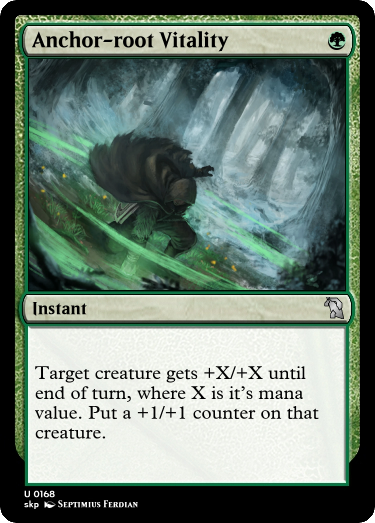 Anchor-root Vitality
Instant
Target creature gets +X/+X until
end of turn, where X is it's mana
value. Put a +1/+1 counter on that
creature.
U 0168
skp Septimius Ferdian